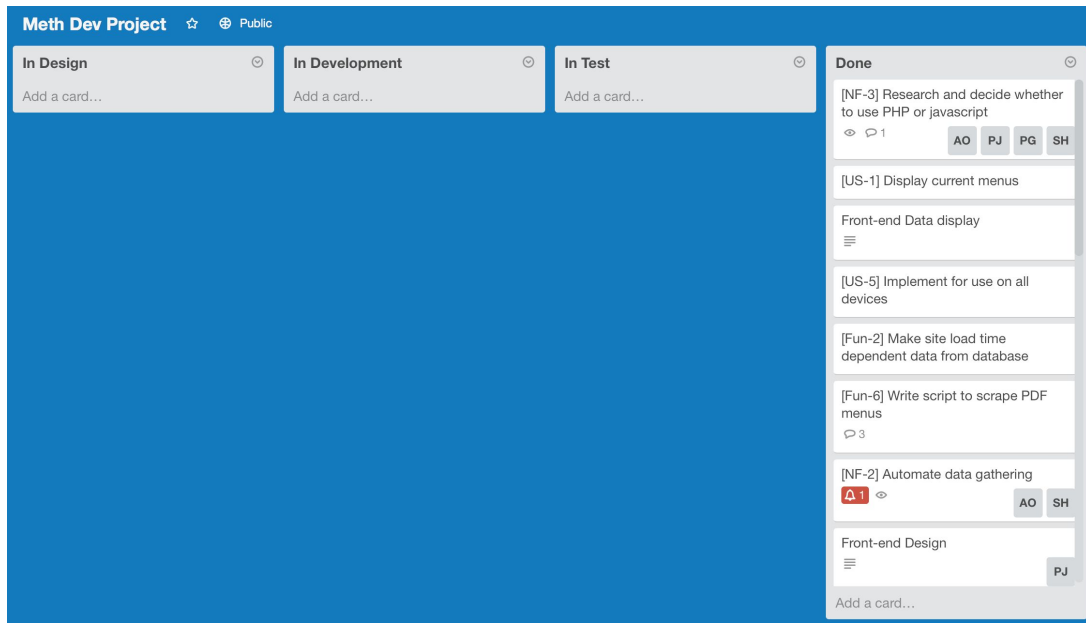 Meth Dev Project Public
In Design
Add a card…
In Development
Add a card…
In Test
Add a card…
Done
[NF-3] Research and decide whether
to use PHP or javascript
1
AO PJ PG SH
[US-1] Display current menus
Front-end Data display
[US-5] Implement for use on all
devices
[Fun-2] Make site load time
dependent data from database
[Fun-6] Write script to scrape PDF
menus
3
[NF-2] Automate data gathering
1
AO SH
Front-end Design
PJ
Add a card…